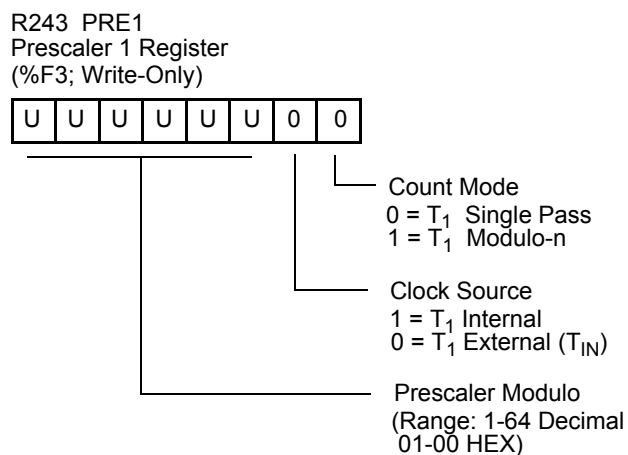 R243 PRE1
Prescaler 1 Register
(%F3; Write-Only)
U U U U U U 0 0
Count Mode
0 = T1 Single Pass
1 = T1 Modulo-n
Clock Source
1 = T1 Internal
0 = T1 External (TIN)
Prescaler Modulo
(Range: 1-64 Decimal
01-00 HEX)